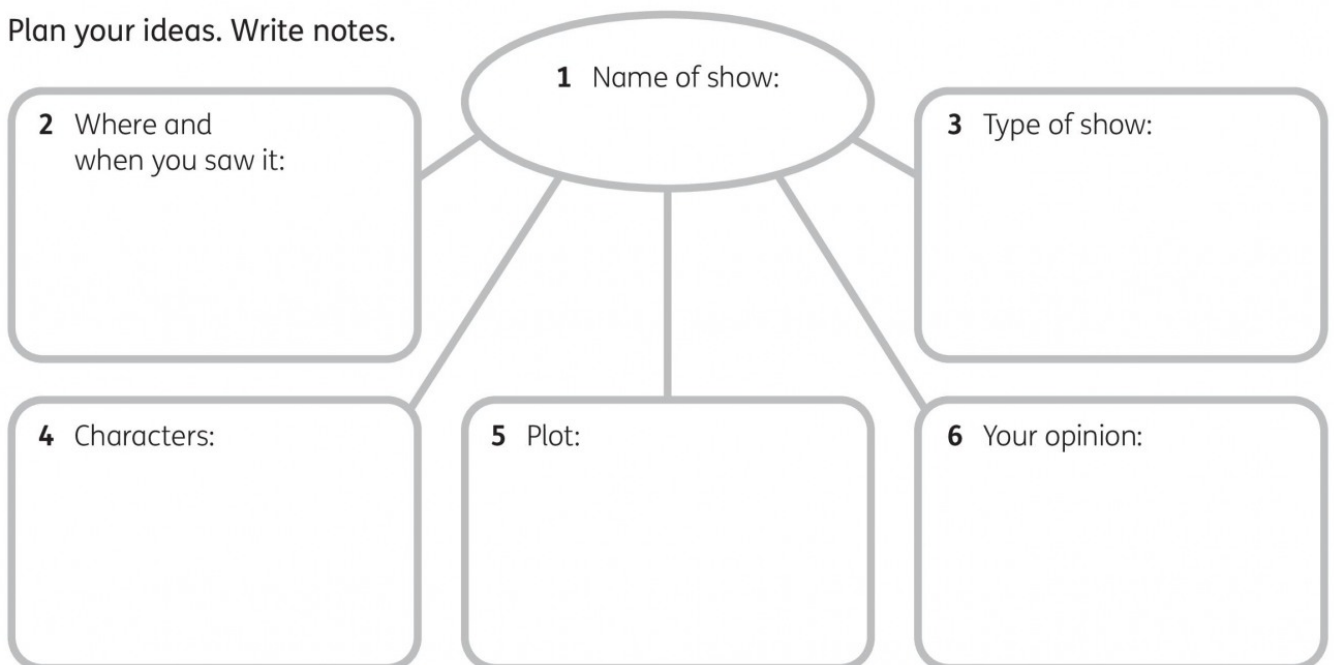 Plan your ideas. Write notes.
1 Name of show:
2 Where and
when you saw it:
3 Type of show:
4 Characters:
5 Plot:
6 Your opinion: